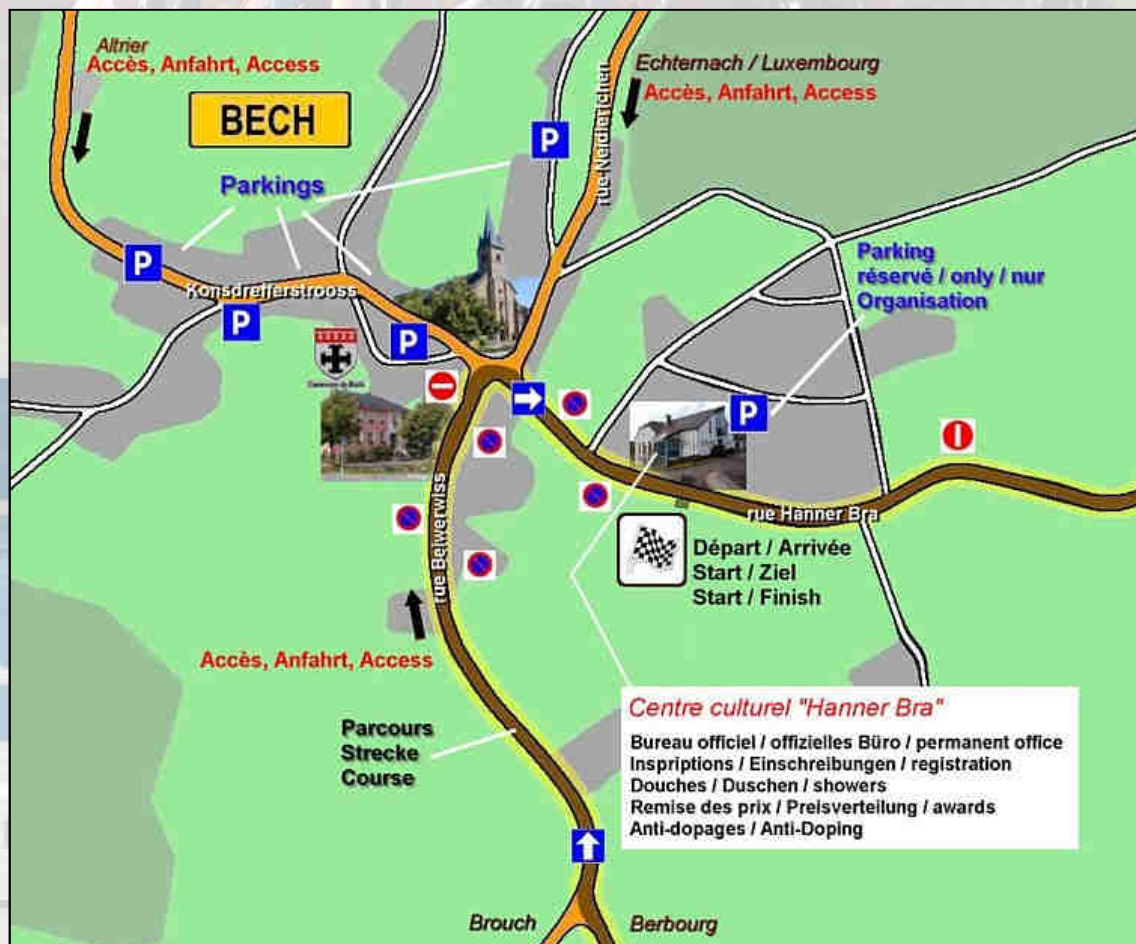 Altrier
Accès, Anfahrt, Access
Echternach / Luxembourg
Accès, Anfahrt, Access
BECH
P
rue Neidierichen
Parkings
Parking
réservé / only / nur
Organisation
P
Konsdrefferstrooss
P
P
P
rue Hanner Bra
Départ / Arrivée
Start / Ziel
Start / Finish
rue Beiwerwiss
Accès, Anfahrt, Access
Parcours
Strecke
Course
Centre culturel "Hanner Bra"
Bureau officiel / offizielles Büro / permanent office
Inspriptions / Einschreibungen / registration
Douches / Duschen / showers
Remise des prix / Preisverteilung / awards
Anti-dopages / Anti-Doping
Brouch
Berbourg